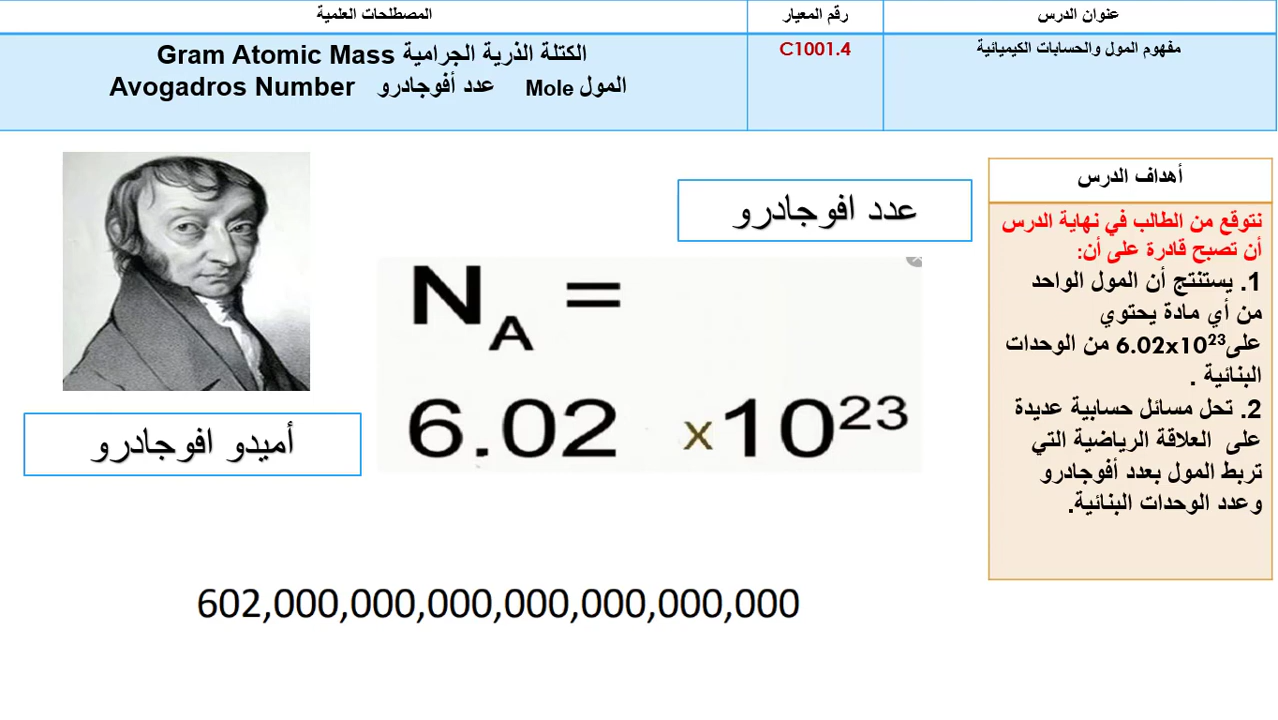 عنوان الدرس
رقم المعيار
المصطلحات العلمية
مفهوم المول والحسابات الكيميائية
C1001.4
الكتلة الذرية الجرامية Gram Atomic Mass
المول Mole عدد أفوجادرو Avogadros Number
أهداف الدرس
نتوقع من الطالب في نهاية الدرس
أن تصبح قادرة على أن:
1. يستنتج أن المول الواحد
من أي مادة يحتوي
على 6.02x10²³ من الوحدات
البنائية .
2. تحل مسائل حسابية عديدة
على العلاقة الرياضية التي
تربط المول بعدد أفوجادرو
وعدد الوحدات البنائية.
عدد افوجادرو
N_A =
6.02 x10²³
أميدو افوجادرو
602,000,000,000,000,000,000,000